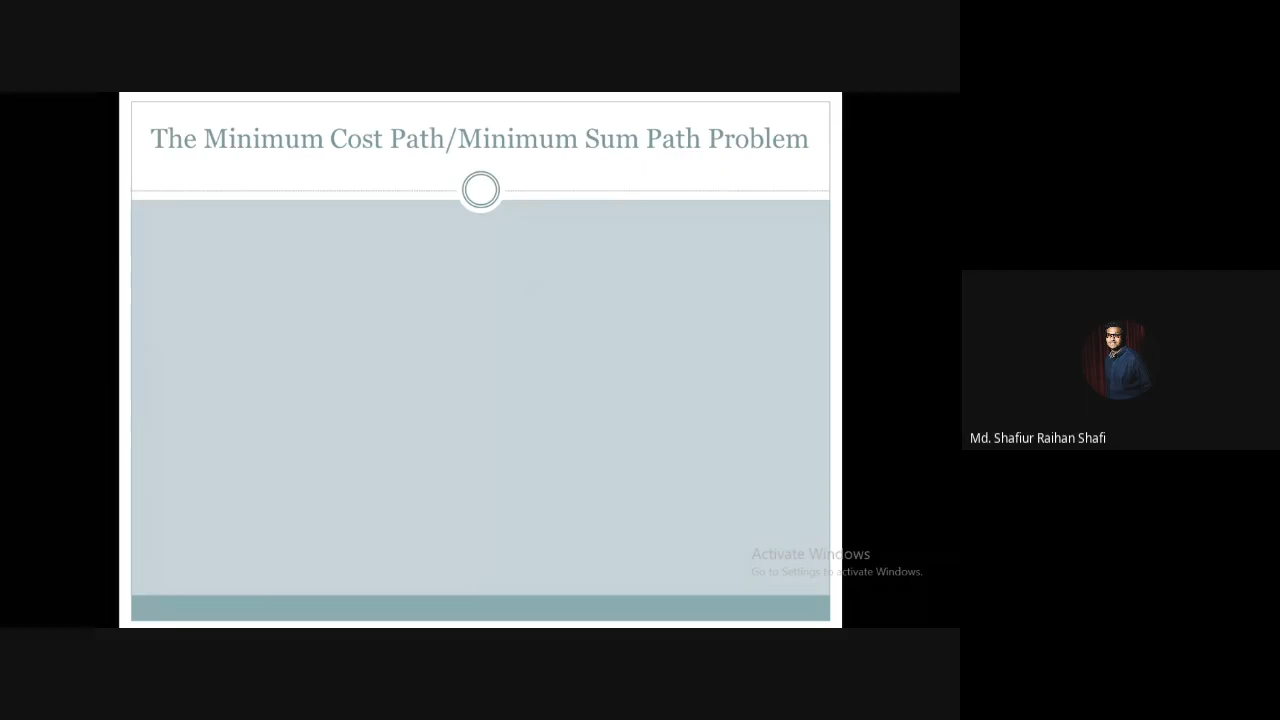 The Minimum Cost Path/Minimum Sum Path Problem
Md. Shafiur Raihan Shafi
Activate Windows
Go to Settings to activate Windows.